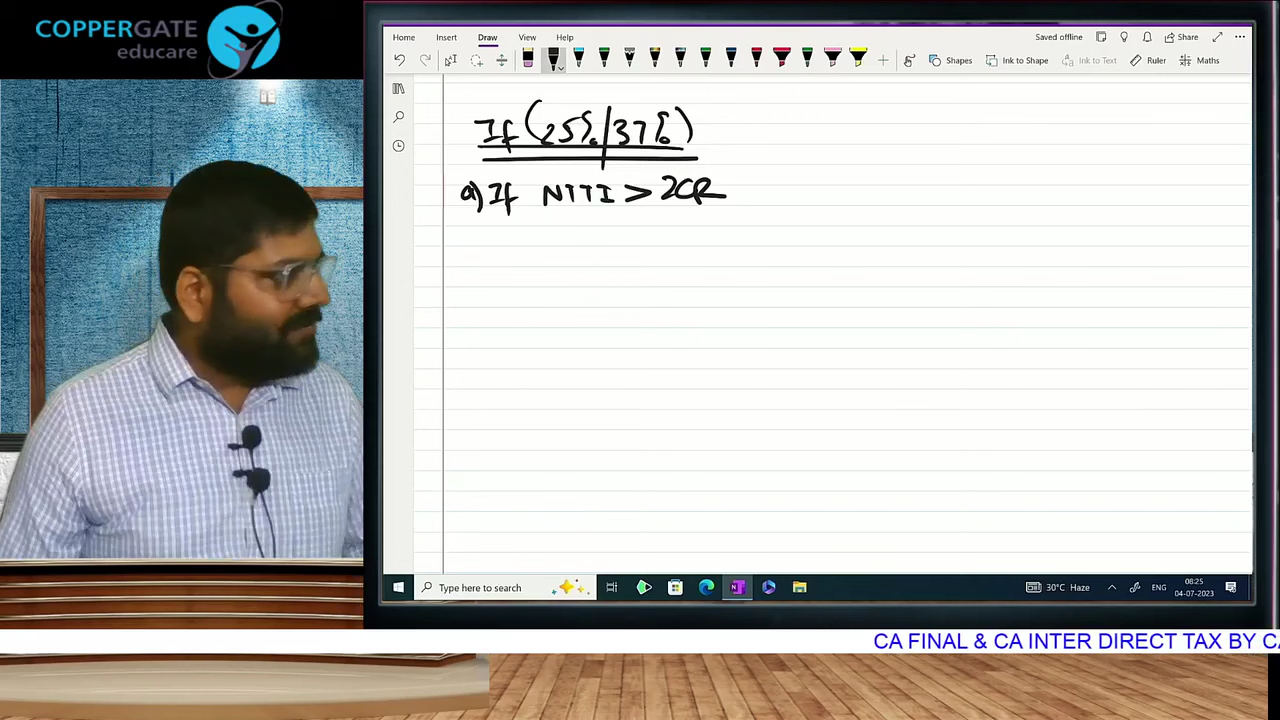 COPPERGATE
educare
Home Insert Draw View Help
Saved offline
Share
Shapes
Ink to Shape
Ink to Text
Ruler
Maths
If (25%/37%)
a) If NTTI > 2CR
Type here to search
30°C Haze
ENG
08:25
04-07-2023
CA FINAL & CA INTER DIRECT TAX BY CA